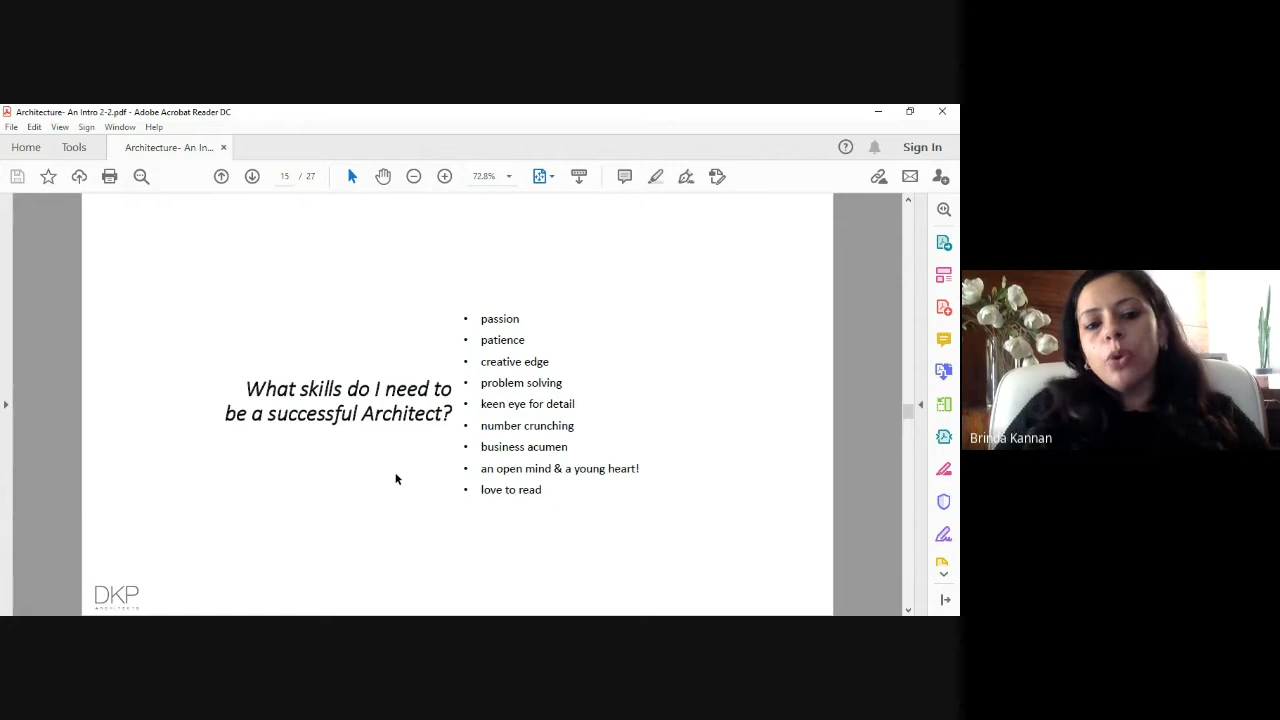 Architecture- An Intro 2-2.pdf - Adobe Acrobat Reader DC
File Edit View Sign Window Help
Home Tools Architecture- An In... × Sign In
15 / 27 72.8%
What skills do I need to
be a successful Architect?
• passion
• patience
• creative edge
• problem solving
• keen eye for detail
• number crunching
• business acumen
• an open mind & a young heart!
• love to read
DKP
ARCHITECTS
Brinda Kannan